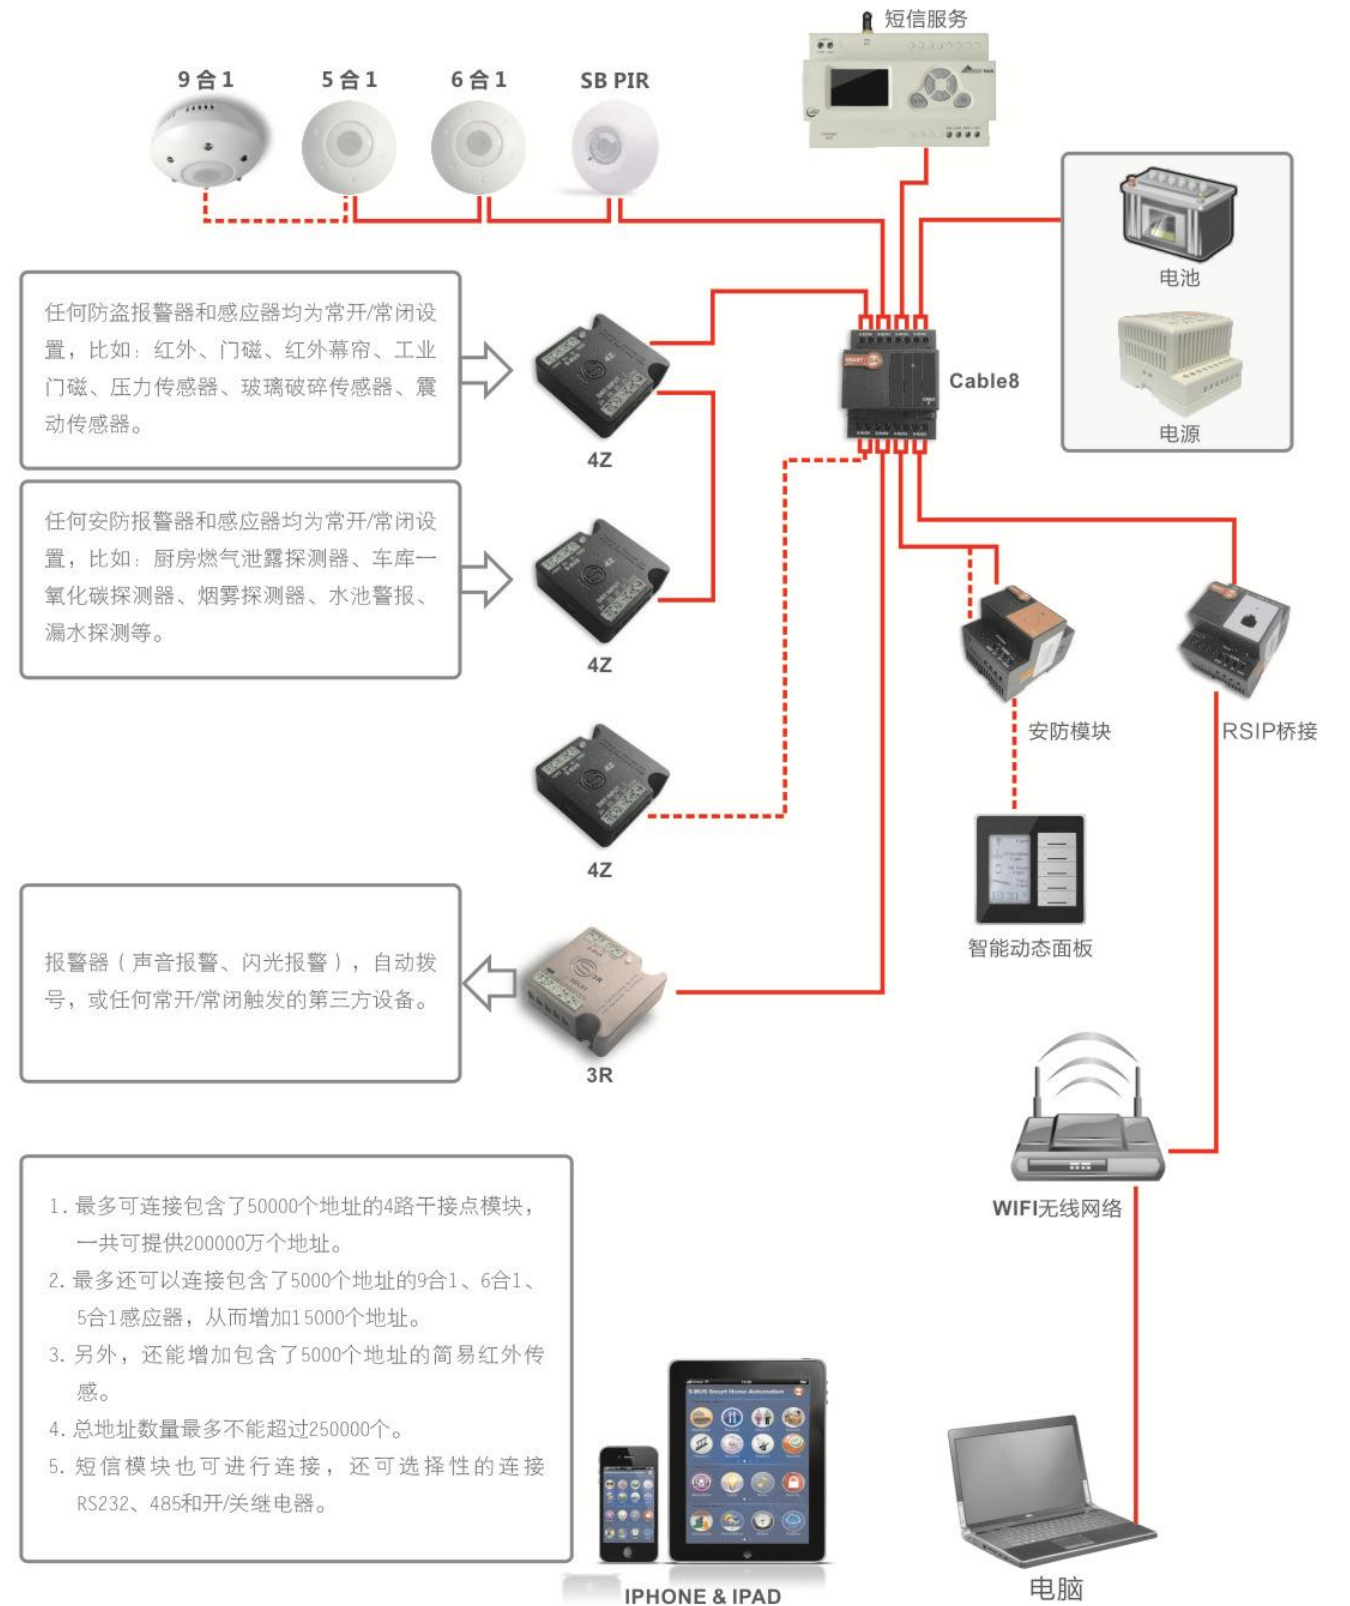 短信服务
9合1
5合1
6合1
SB PIR
电池
电源
任何防盗报警器和感应器均为常开/常闭设
置，比如：红外、门磁、红外幕帘、工业
门磁、压力传感器、玻璃破碎传感器、震
动传感器。
4Z
Cable8
任何安防报警器和感应器均为常开/常闭设
置，比如：厨房燃气泄露探测器、车库一
氧化碳探测器、烟雾探测器、水池警报、
漏水探测等。
4Z
安防模块
RSIP桥接
4Z
智能动态面板
报警器（声音报警、闪光报警），自动拨
号，或任何常开/常闭触发的第三方设备。
3R
WIFI无线网络
1. 最多可连接包含了50000个地址的4路干接点模块，
一共可提供200000万个地址。
2. 最多还可以连接包含了5000个地址的9合1、6合1、
5合1感应器，从而增加15000个地址。
3. 另外，还能增加包含了5000个地址的简易红外传
感。
4. 总地址数量最多不能超过250000个。
5. 短信模块也可进行连接，还可选择性的连接
RS232、485和开/关继电器。
S-BUS Smart Home Automation
IPHONE & IPAD
电脑